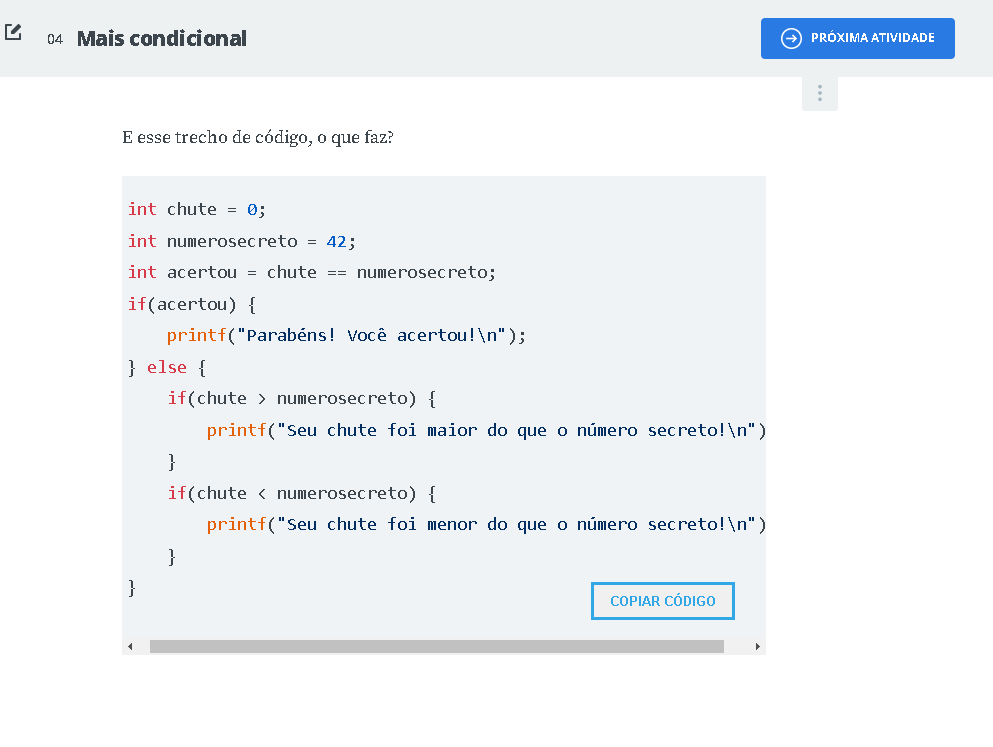 04 Mais condicional
PRÓXIMA ATIVIDADE
E esse trecho de código, o que faz?
int chute = 0;
int numerosecreto = 42;
int acertou = chute == numerosecreto;
if(acertou) {
    printf("Parabéns! Você acertou!\n");
} else {
    if(chute > numerosecreto) {
        printf("Seu chute foi maior do que o número secreto!\n")
    }
    if(chute < numerosecreto) {
        printf("Seu chute foi menor do que o número secreto!\n")
    }
}
COPIAR CÓDIGO